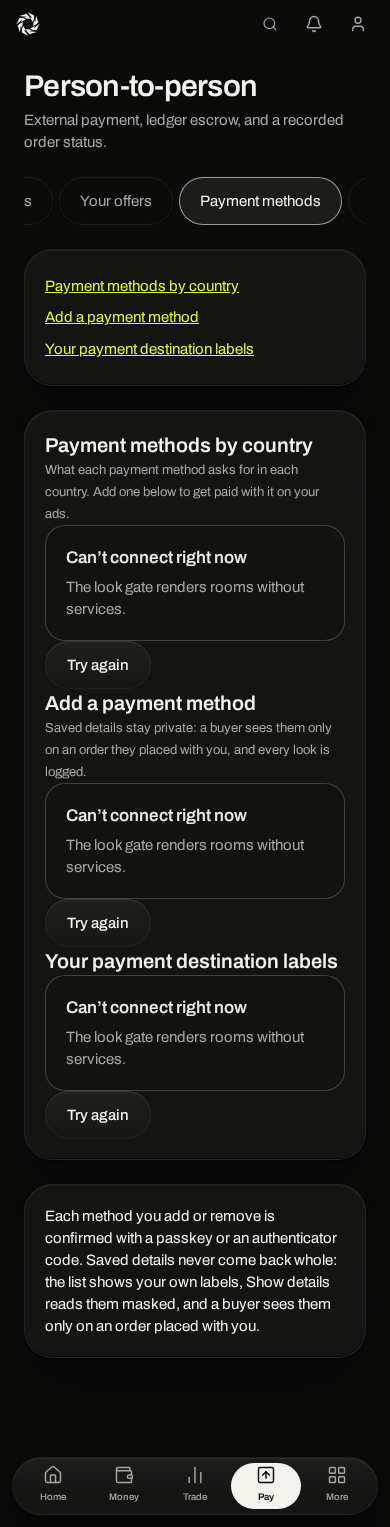 Person-to-person
External payment, ledger escrow, and a recorded
order status.
s
Your offers
Payment methods
Payment methods by country
Add a payment method
Your payment destination labels
Payment methods by country
What each payment method asks for in each
country. Add one below to get paid with it on your
ads.
Can’t connect right now
The look gate renders rooms without
services.
Try again
Add a payment method
Saved details stay private: a buyer sees them only
on an order they placed with you, and every look is
logged.
Can’t connect right now
The look gate renders rooms without
services.
Try again
Your payment destination labels
Can’t connect right now
The look gate renders rooms without
services.
Try again
Each method you add or remove is
confirmed with a passkey or an authenticator
code. Saved details never come back whole:
the list shows your own labels, Show details
reads them masked, and a buyer sees them
only on an order placed with you.
Home
Money
Trade
Pay
More